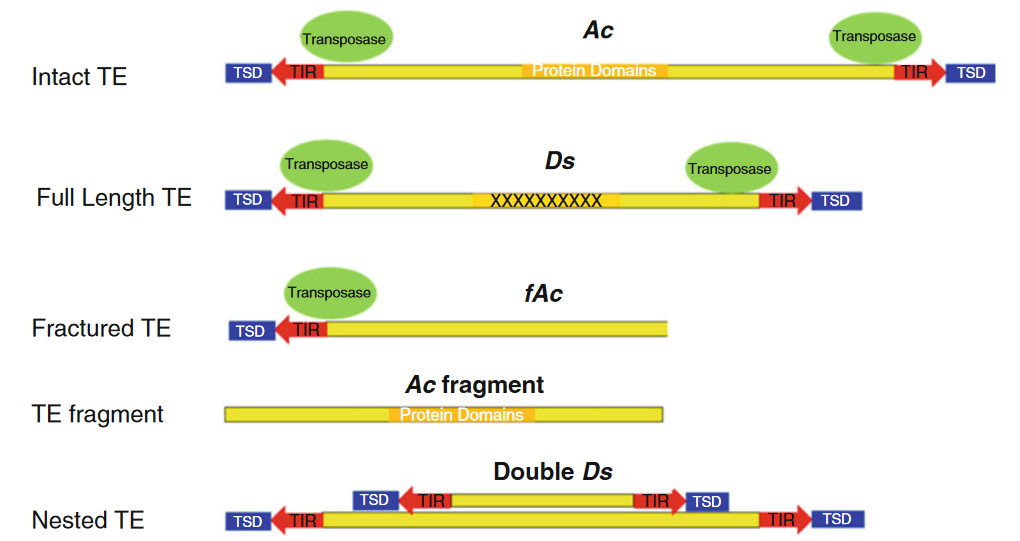 Ac
Transposase Transposase
Intact TE TSD TIR Protein Domains TIR TSD
Ds
Transposase Transposase
Full Length TE TSD TIR XXXXXXXXXX TIR TSD
fAc
Transposase
Fractured TE TSD TIR
Ac fragment
TE fragment Protein Domains
Double Ds
TSD TIR TIR TSD
Nested TE TSD TIR TIR TSD